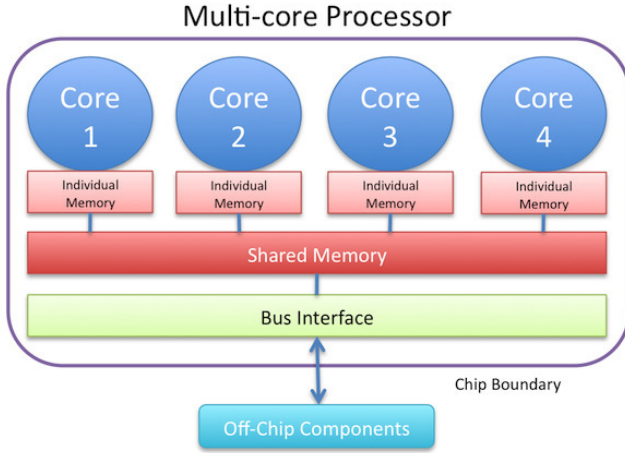 Multi-core Processor
Core
1
Core
2
Core
3
Core
4
Individual
Memory
Individual
Memory
Individual
Memory
Individual
Memory
Shared Memory
Bus Interface
Chip Boundary
Off-Chip Components